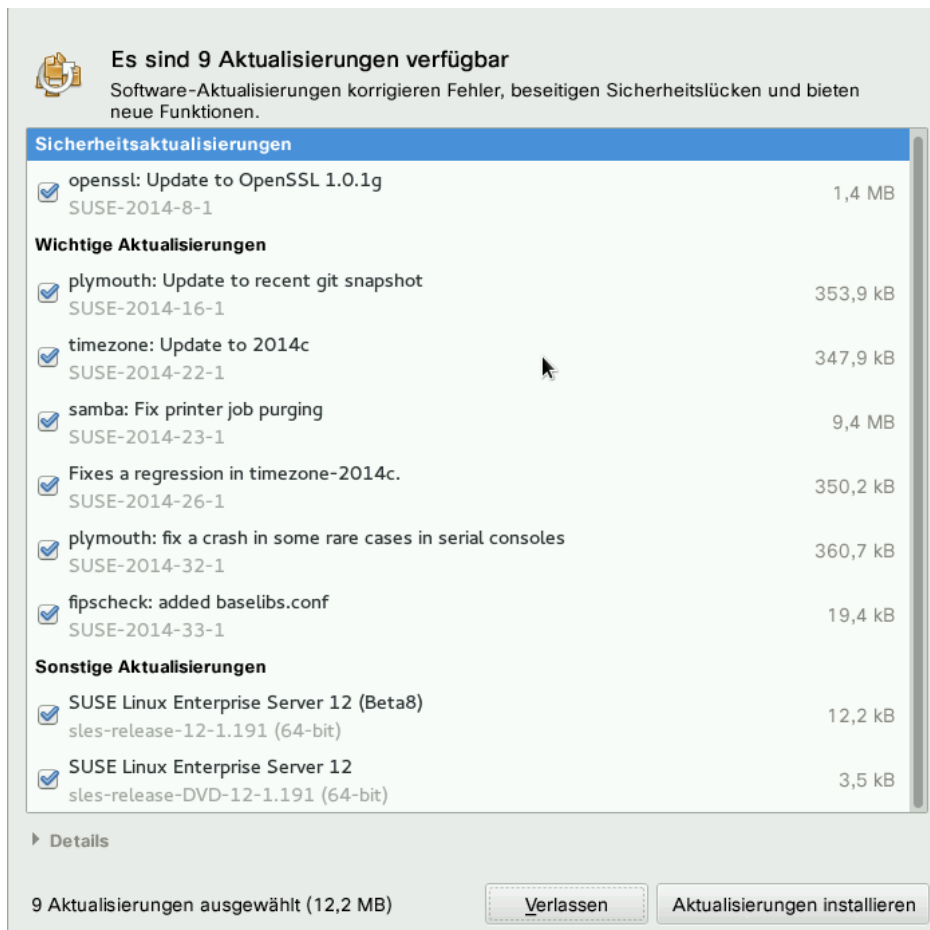 Es sind 9 Aktualisierungen verfügbar
Software-Aktualisierungen korrigieren Fehler, beseitigen Sicherheitslücken und bieten
neue Funktionen.
Sicherheitsaktualisierungen
openssl: Update to OpenSSL 1.0.1g
SUSE-2014-8-1
1,4 MB
Wichtige Aktualisierungen
plymouth: Update to recent git snapshot
SUSE-2014-16-1
353,9 kB
timezone: Update to 2014c
SUSE-2014-22-1
347,9 kB
samba: Fix printer job purging
SUSE-2014-23-1
9,4 MB
Fixes a regression in timezone-2014c.
SUSE-2014-26-1
350,2 kB
plymouth: fix a crash in some rare cases in serial consoles
SUSE-2014-32-1
360,7 kB
fipscheck: added baselibs.conf
SUSE-2014-33-1
19,4 kB
Sonstige Aktualisierungen
SUSE Linux Enterprise Server 12 (Beta8)
sles-release-12-1.191 (64-bit)
12,2 kB
SUSE Linux Enterprise Server 12
sles-release-DVD-12-1.191 (64-bit)
3,5 kB
Details
9 Aktualisierungen ausgewählt (12,2 MB)
Verlassen
Aktualisierungen installieren